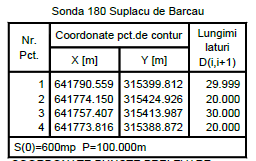 Sonda 180 Suplacu de Barcau
Nr. Pct. Coordonate pct.de contur Lungimi laturi D(i,i+1)
X [m] Y [m]
1 641790.559 315399.812 29.999
2 641774.150 315424.926 20.000
3 641757.407 315413.987 30.000
4 641773.816 315388.872 20.000
S(0)=600mp P=100.000m